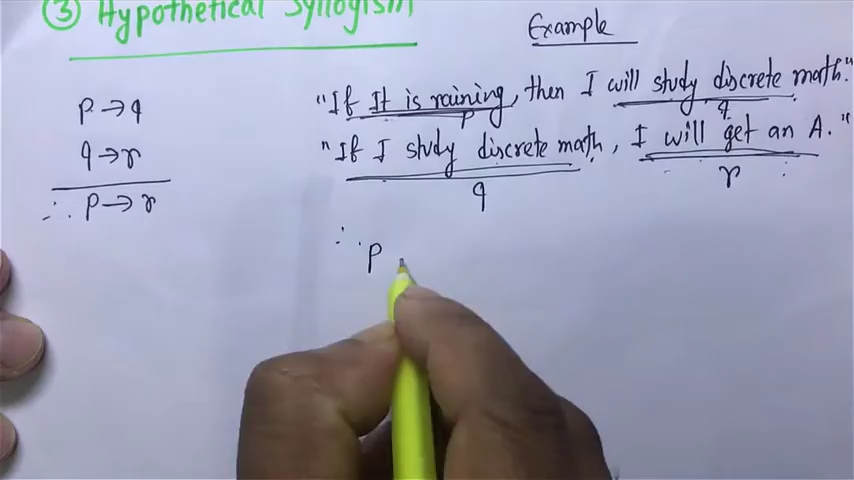 ③ Hypothetical Syllogism
Example
p → q
q → r
∴ p → r
"If It is raining, then I will study discrete math."
p q
"If I study discrete math, I will get an A."
q r
∴ p